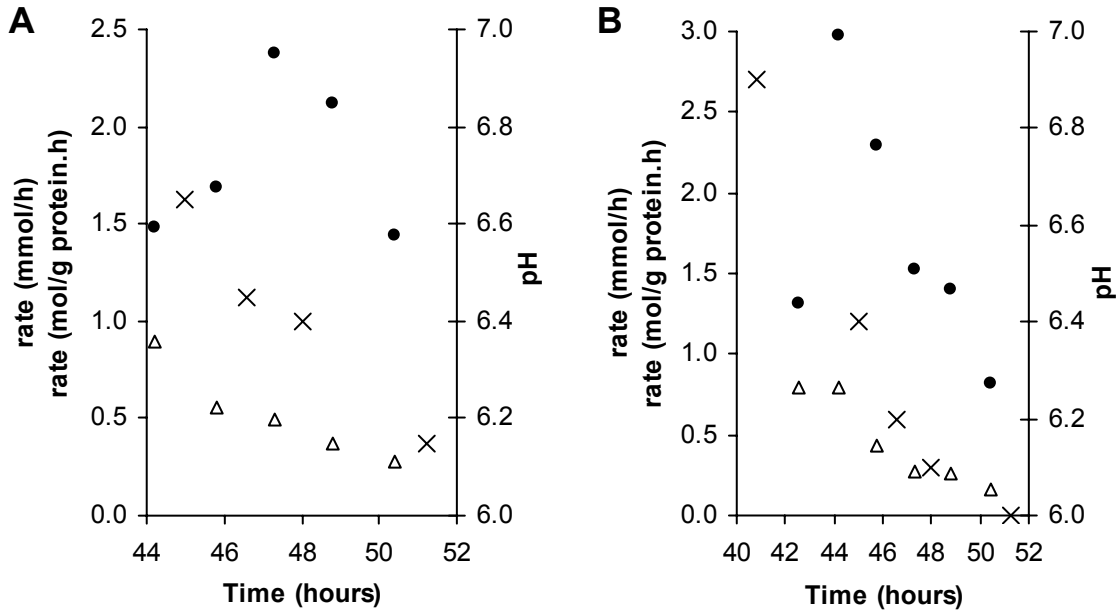 A
2.5
2.0
1.5
1.0
0.5
0.0
rate (mmol/h)
rate (mol/g protein.h)
7.0
6.8
6.6
6.4
6.2
6.0
pH
44 46 48 50 52
Time (hours)
B
3.0
2.5
2.0
1.5
1.0
0.5
0.0
rate (mmol/h)
rate (mol/g protein.h)
7.0
6.8
6.6
6.4
6.2
6.0
pH
40 42 44 46 48 50 52
Time (hours)